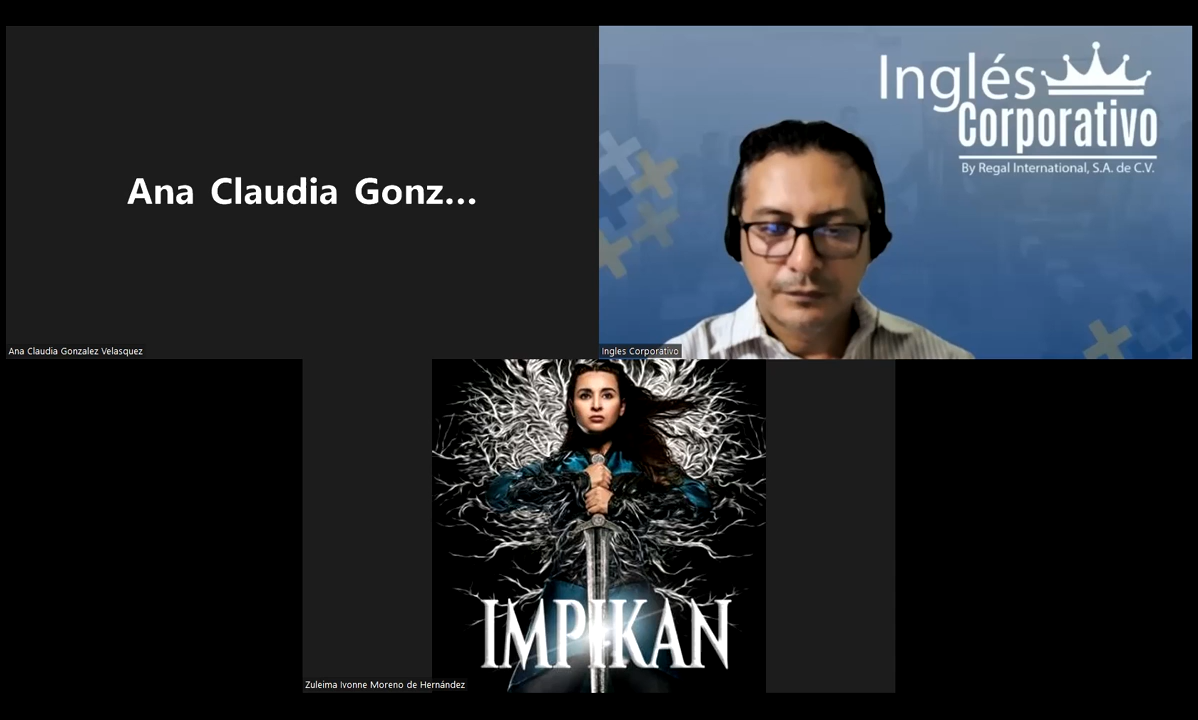 Ana Claudia Gonz...
Ana Claudia Gonzalez Velasquez
Inglés
Corporativo
By Regal International, S.A. de C.V.
Ingles Corporativo
IMPIKAN
Zuleima Ivonne Moreno de Hernández